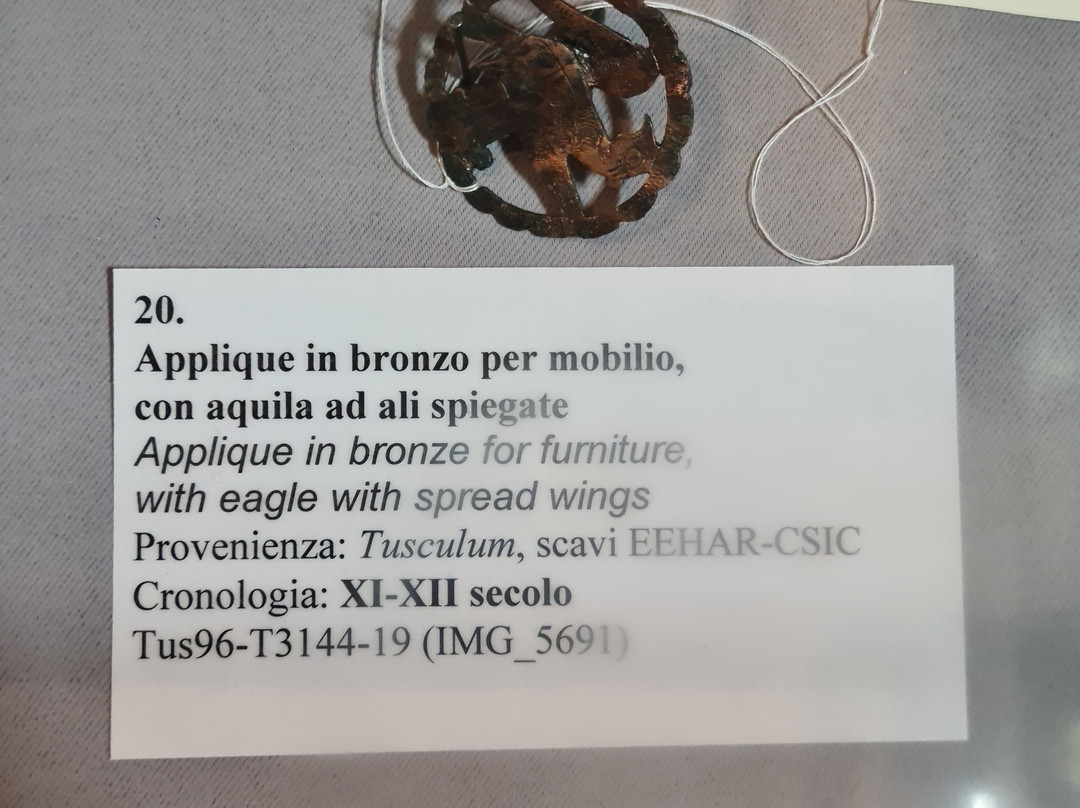 20.
Applique in bronzo per mobilio,
con aquila ad ali spiegate
Applique in bronze for furniture,
with eagle with spread wings
Provenienza: Tusculum, scavi EEHAR-CSIC
Cronologia: XI-XII secolo
Tus96-T3144-19 (IMG_5691)